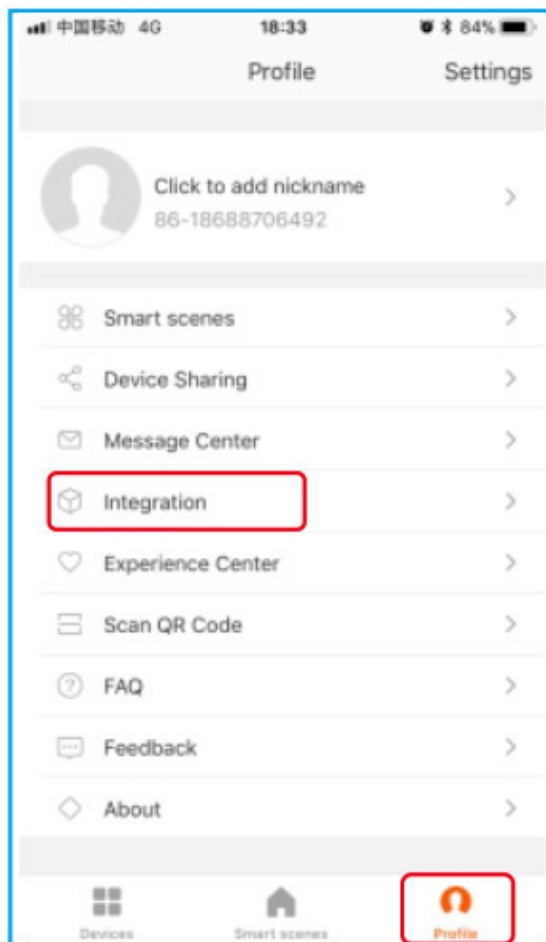 中国移动 4G 18:33 84%
Profile Settings
Click to add nickname
86-18688706492
Smart scenes
Device Sharing
Message Center
Integration
Experience Center
Scan QR Code
FAQ
Feedback
About
Devices Smart scenes Profile